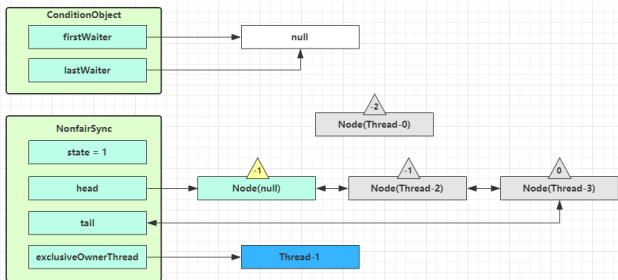 ConditionObject
firstWaiter
null
lastWaiter
-2
Node(Thread-0)
NonfairSync
state = 1
-1
-1
0
head
Node(null)
Node(Thread-2)
Node(Thread-3)
tail
exclusiveOwnerThread
Thread-1